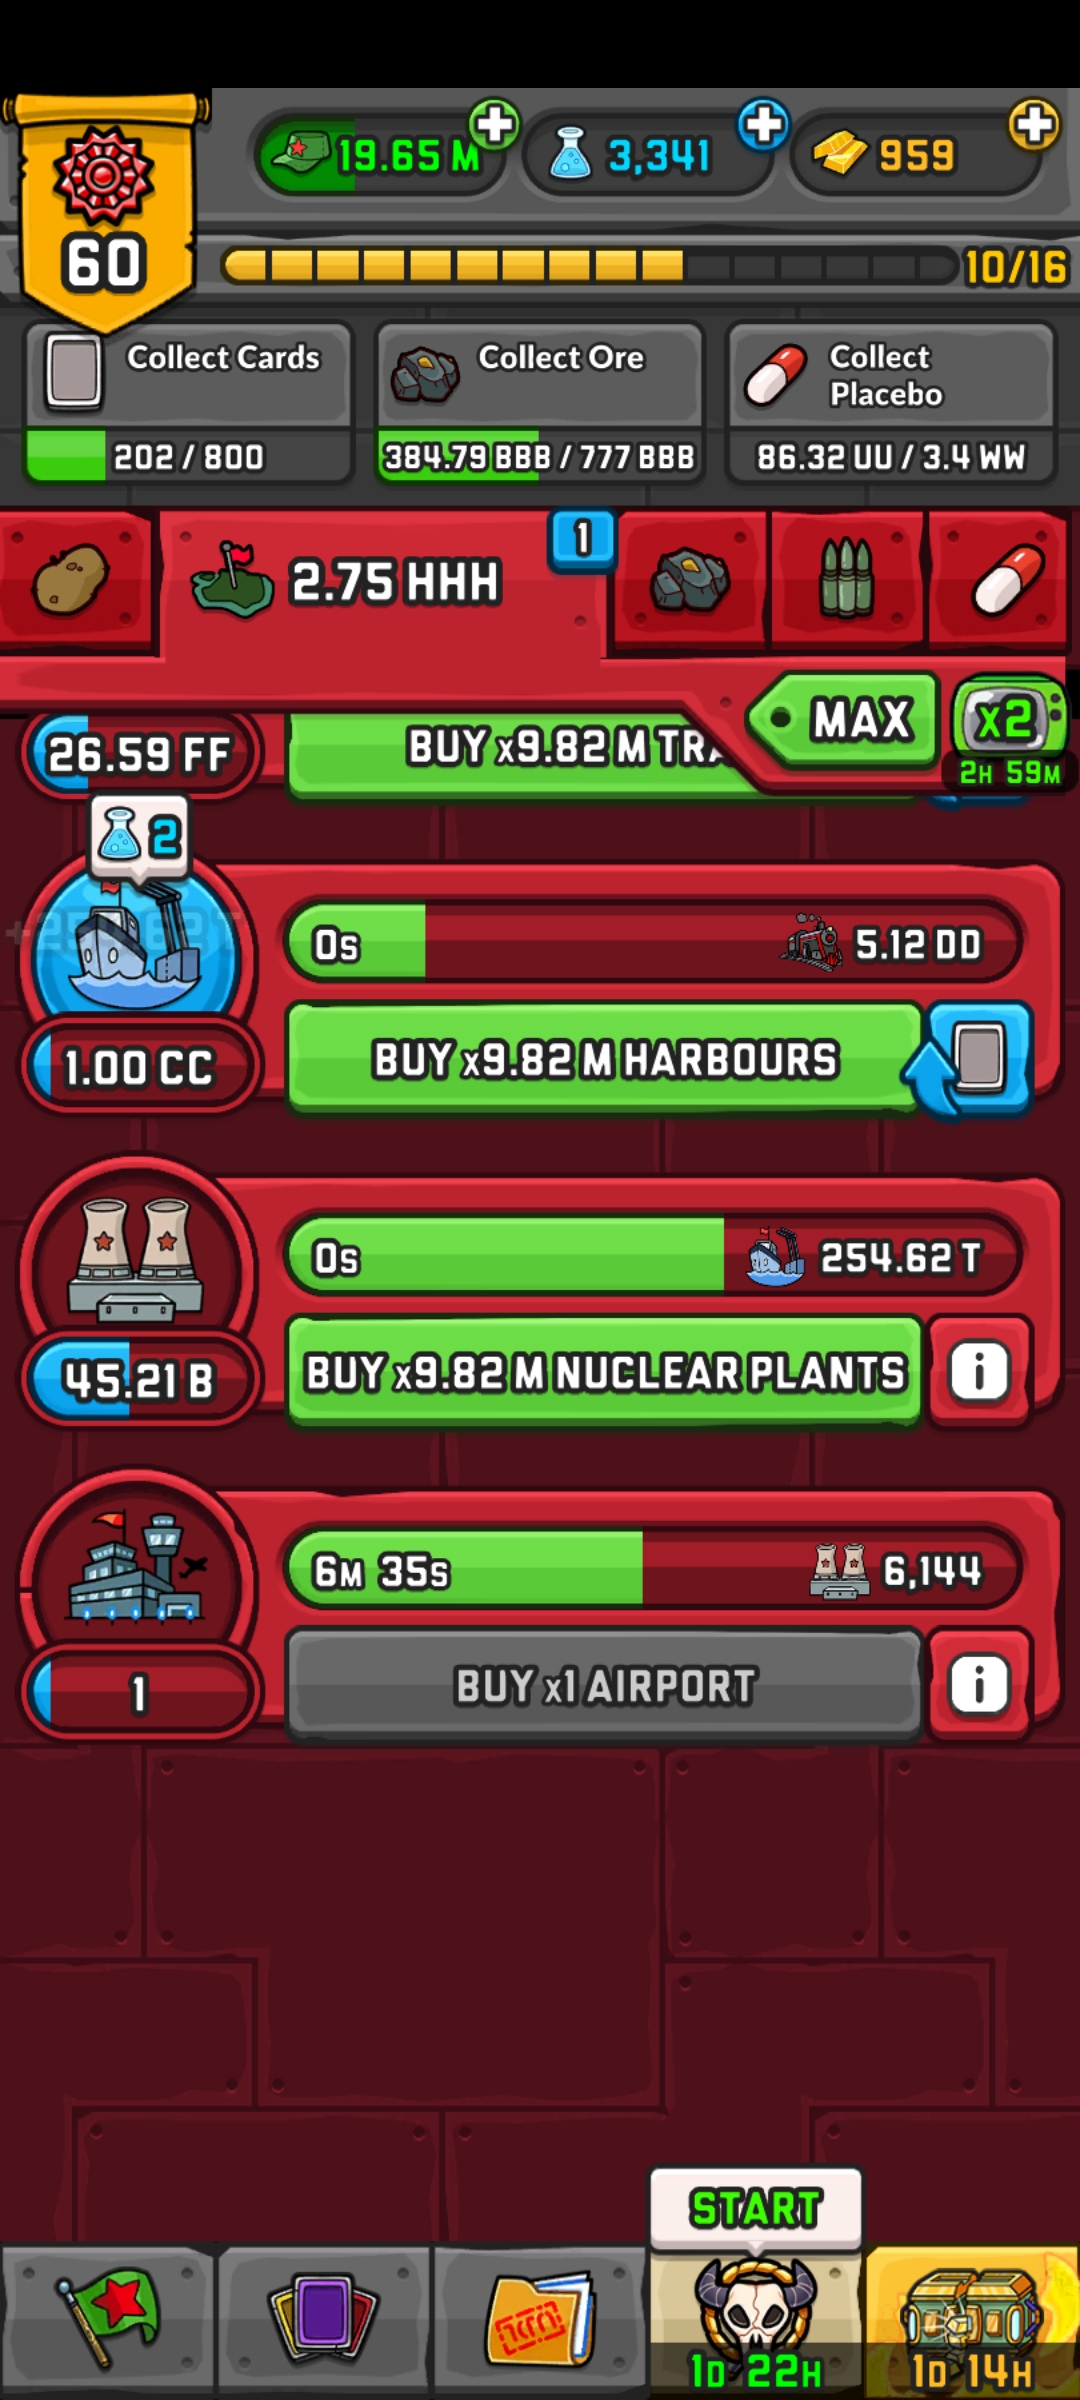 19.65 M
3,341
959
60
10/16
Collect Cards
202 / 800
Collect Ore
384.79 BBB / 777 BBB
Collect
Placebo
86.32 UU / 3.4 WW
2.75 HHH
1
MAX
x2
2H 59M
26.59 FF
BUY x9.82 M
2
0s
5.12 DD
1.00 CC
BUY x9.82 M HARBOURS
0s
254.62 T
45.21 B
BUY x9.82 M NUCLEAR PLANTS
i
6M 35s
6,144
1
BUY x1 AIRPORT
i
START
1D 22H
1D 14H